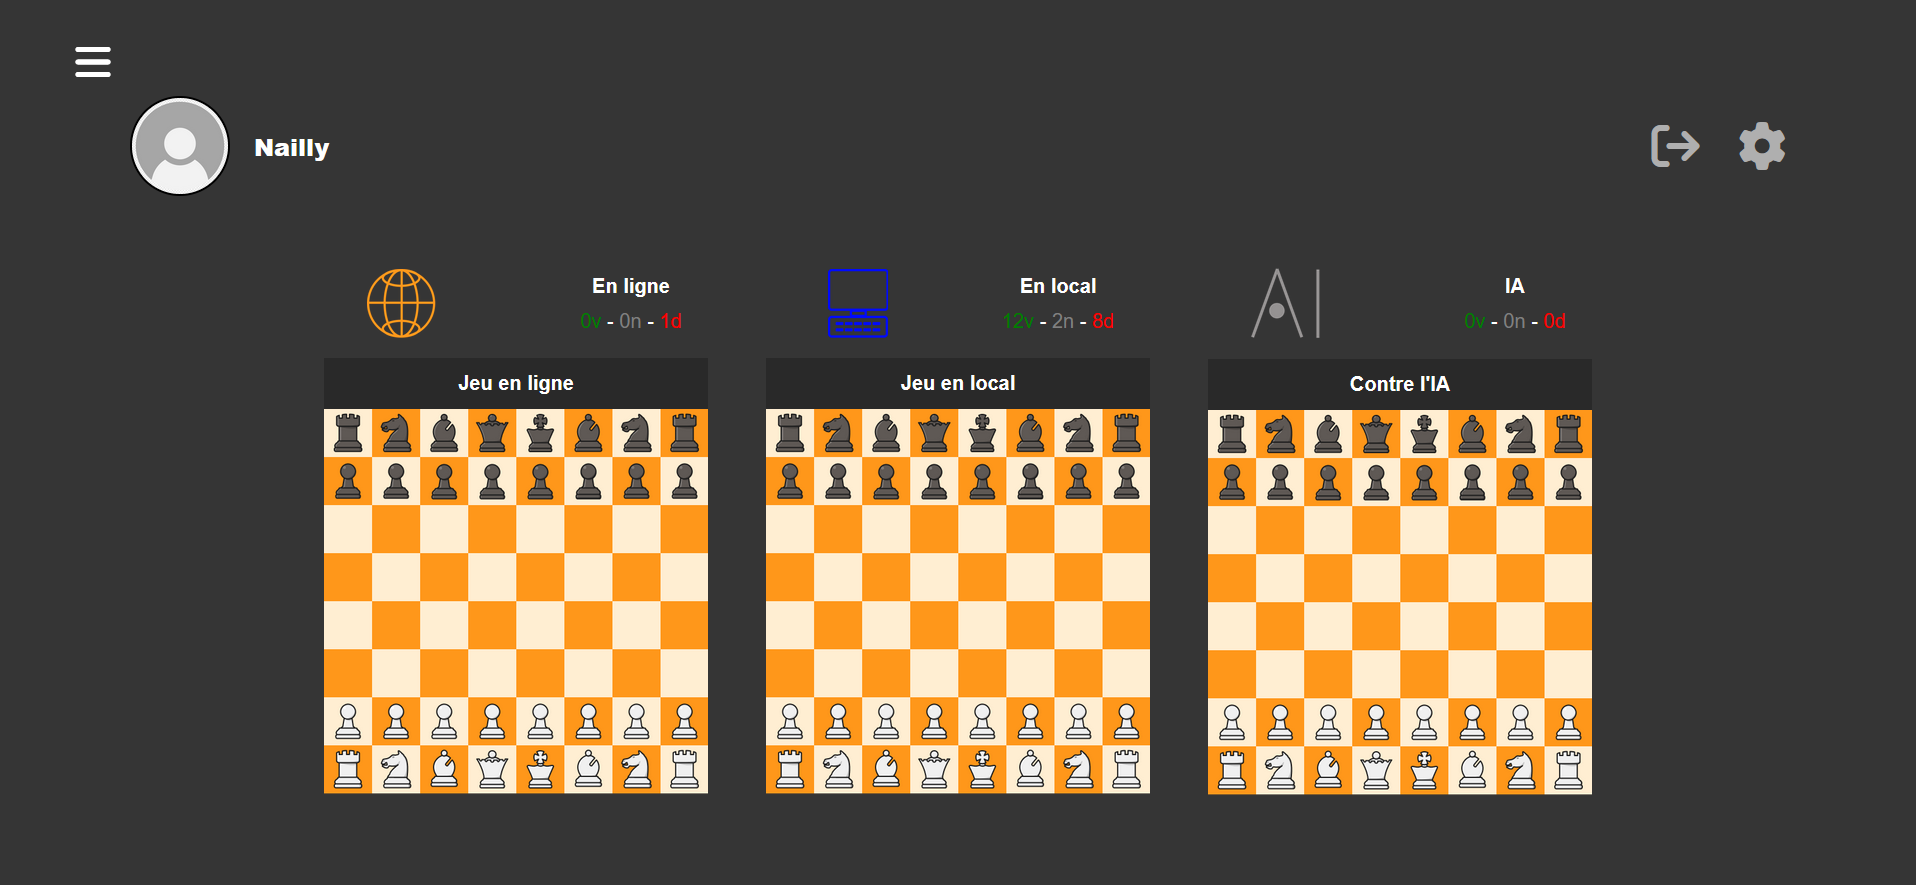 Nailly
En ligne
0v - 0n - 1d
En local
12v - 2n - 8d
AI
IA
0v - 0n - 0d
Jeu en ligne
Jeu en local
Contre l'IA